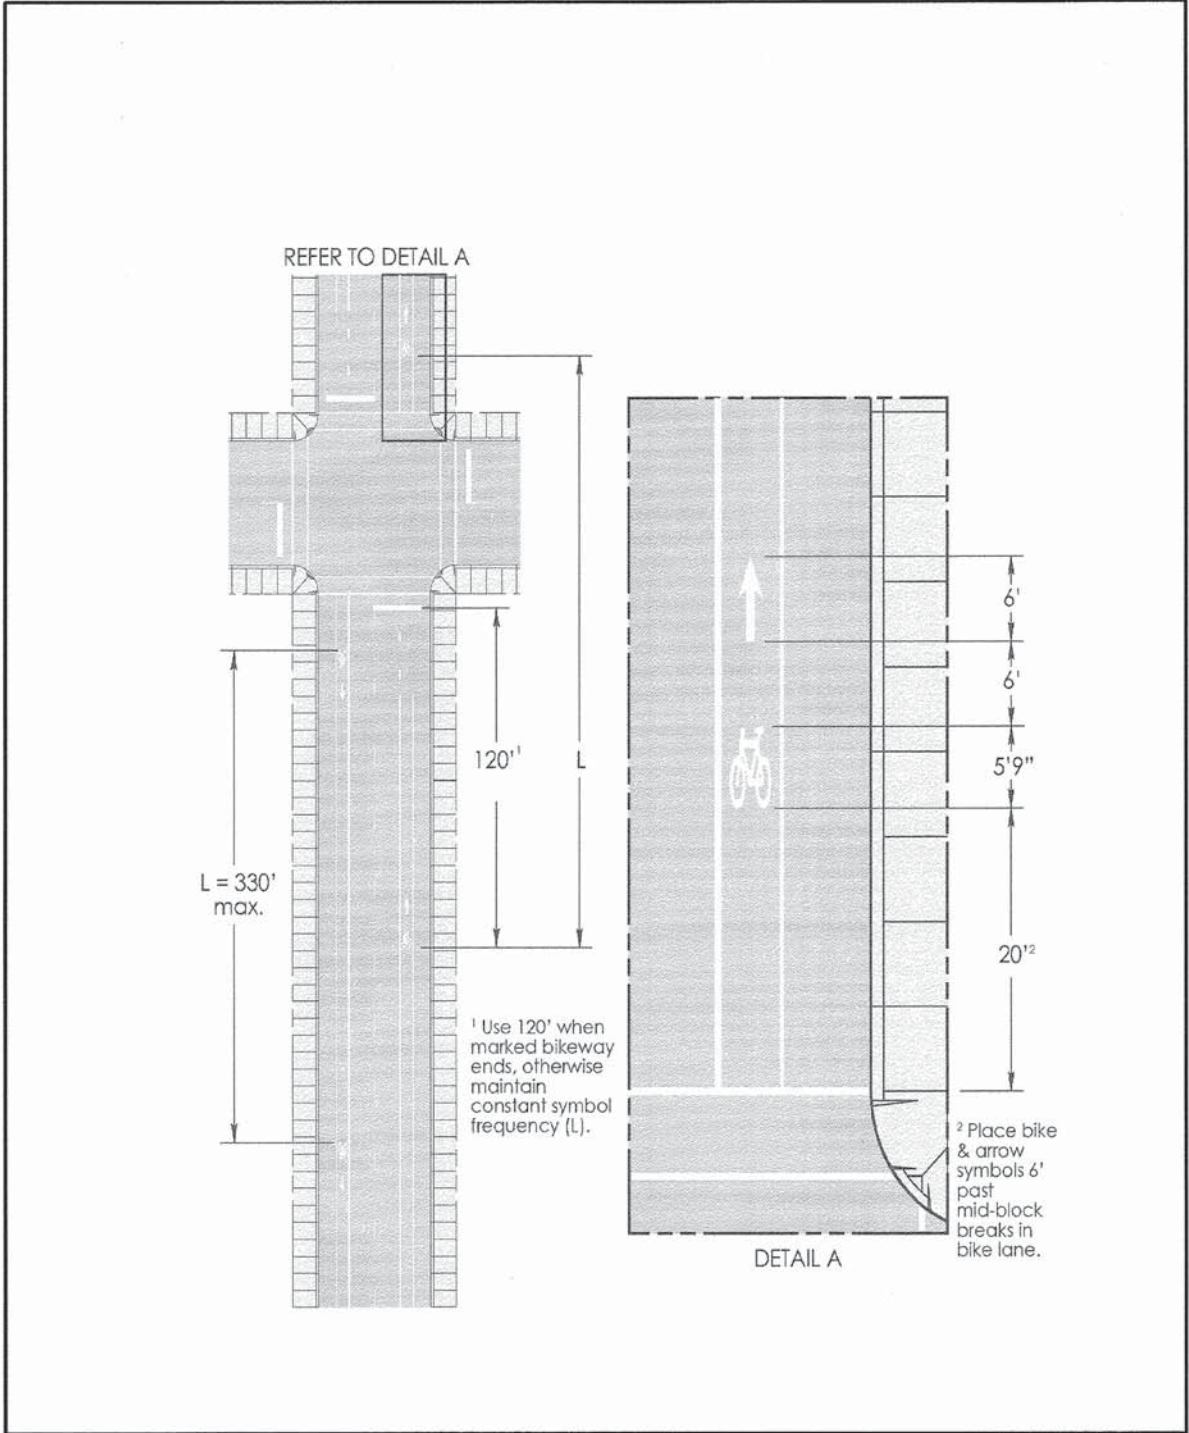 REFER TO DETAIL A
120'¹
L
L = 330'
max.
¹ Use 120' when
marked bikeway
ends, otherwise
maintain
constant symbol
frequency (L).
6'
6'
5'9"
20'²
² Place bike
& arrow
symbols 6'
past
mid-block
breaks in
bike lane.
DETAIL A